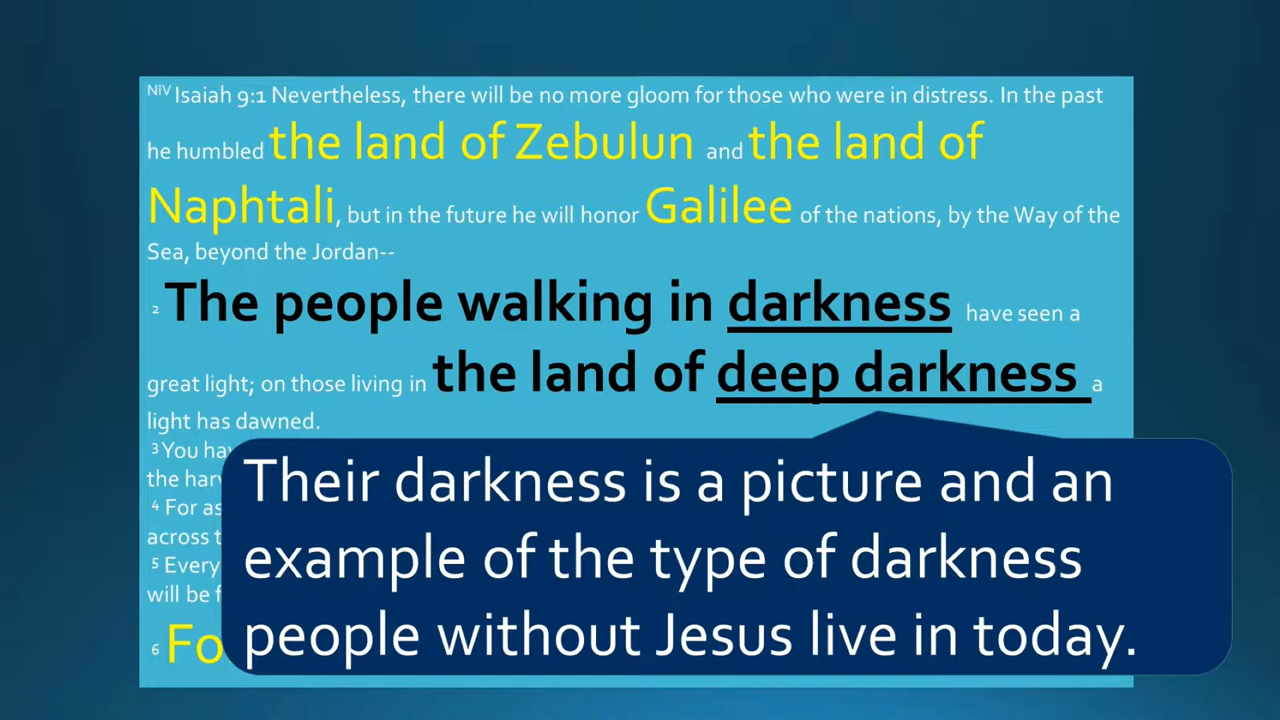 NIV Isaiah 9:1 Nevertheless, there will be no more gloom for those who were in distress. In the past
he humbled the land of Zebulun and the land of
Naphtali, but in the future he will honor Galilee of the nations, by the Way of the
Sea, beyond the Jordan--
2 The people walking in darkness have seen a
great light; on those living in the land of deep darkness a
light has dawned.
3 You hav
the har
4 For as
across t
5 Every
will be f
6 Fo
Their darkness is a picture and an
example of the type of darkness
people without Jesus live in today.